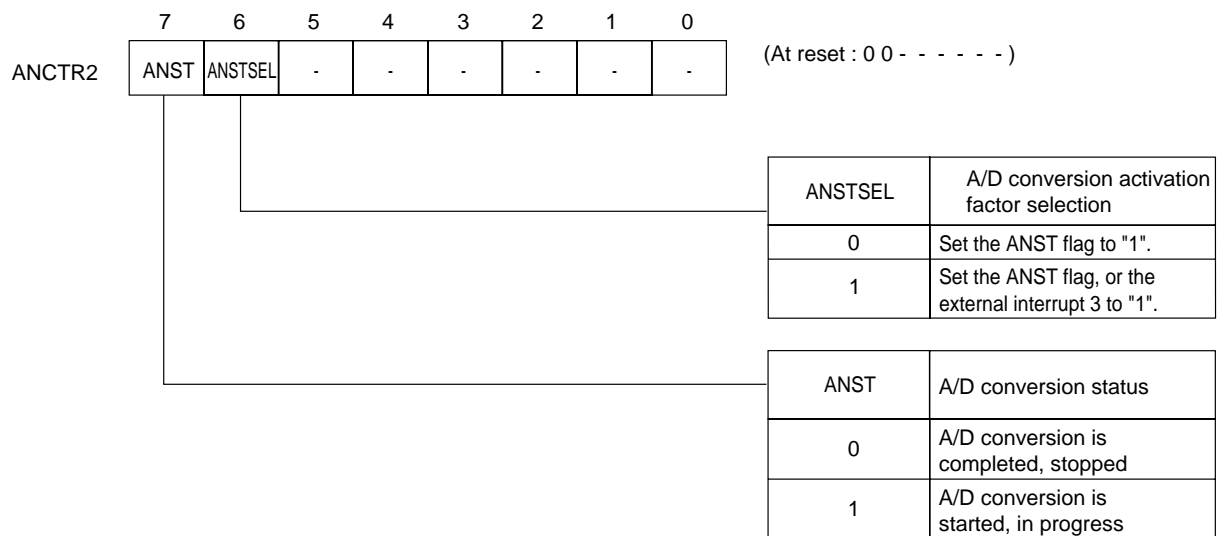 7 6 5 4 3 2 1 0
ANCTR2 ANST ANSTSEL - - - - - - (At reset : 0 0 - - - - - - )
ANSTSEL
A/D conversion activation
factor selection
0
Set the ANST flag to "1".
1
Set the ANST flag, or the
external interrupt 3 to "1".
ANST
A/D conversion status
0
A/D conversion is
completed, stopped
1
A/D conversion is
started, in progress